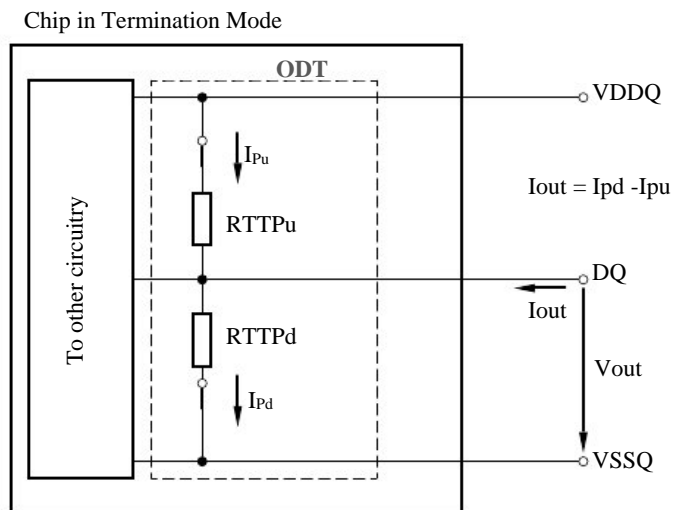 Chip in Termination Mode
ODT
VDDQ
IPu
Iout = Ipd -Ipu
RTTPu
To other circuitry
DQ
Iout
RTTPd
Vout
IPd
VSSQ